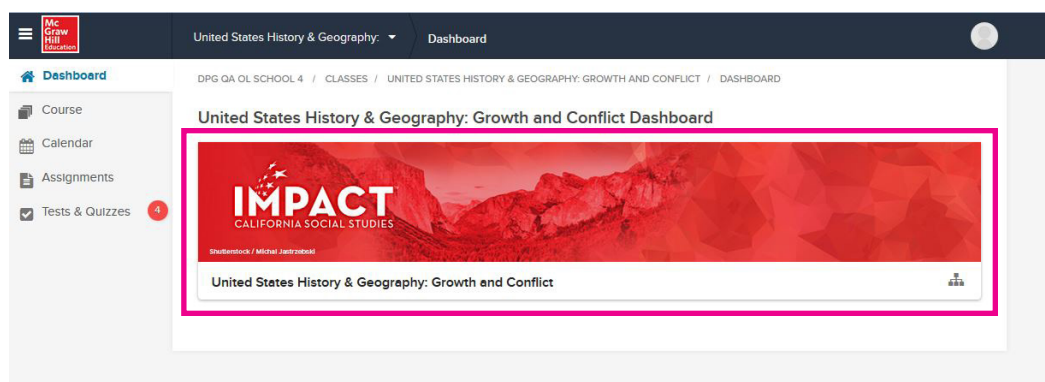 Mc
Graw
Hill
Education
United States History & Geography:
Dashboard
Dashboard
Course
Calendar
Assignments
Tests & Quizzes 4
DPG QA OL SCHOOL 4 / CLASSES / UNITED STATES HISTORY & GEOGRAPHY: GROWTH AND CONFLICT / DASHBOARD
United States History & Geography: Growth and Conflict Dashboard
IMPACT
CALIFORNIA SOCIAL STUDIES
Shutterstock / Michal Jastrzebski
United States History & Geography: Growth and Conflict